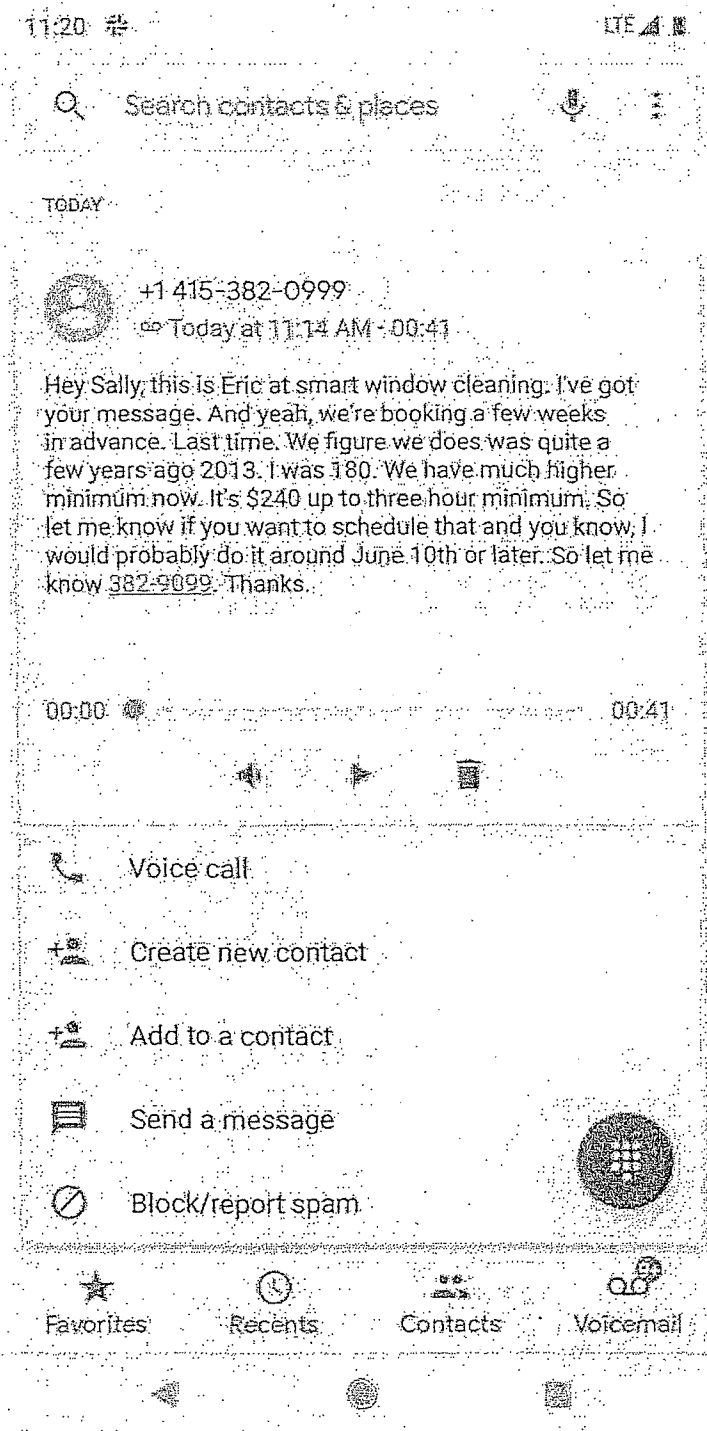 11:20
LTE
Search contacts & places
TODAY
+1 415-382-0999
Today at 11:14 AM - 00:41
Hey Sally, this is Eric at smart window cleaning. I've got
your message. And yeah, we're booking a few weeks
in advance. Last time. We figure we does was quite a
few years ago 2013. I was 180. We have much higher
minimum now. It's $240 up to three hour minimum. So
let me know if you want to schedule that and you know, I
would probably do it around June 10th or later. So let me
know 382-9099. Thanks.
00:00
00:41
Voice call
Create new contact
Add to a contact
Send a message
Block/report spam
Favorites
Recents
Contacts
Voicemail